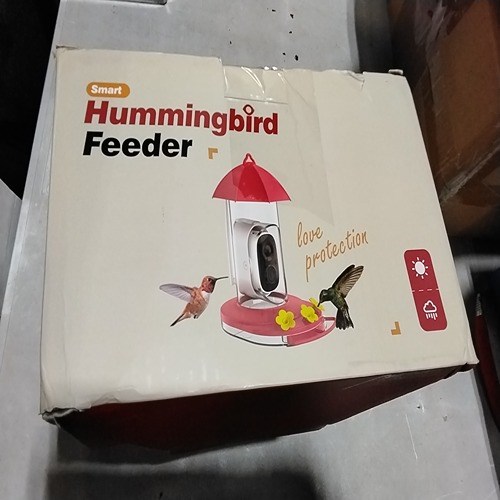 Smart
Hummingbird
Feeder
love
protection